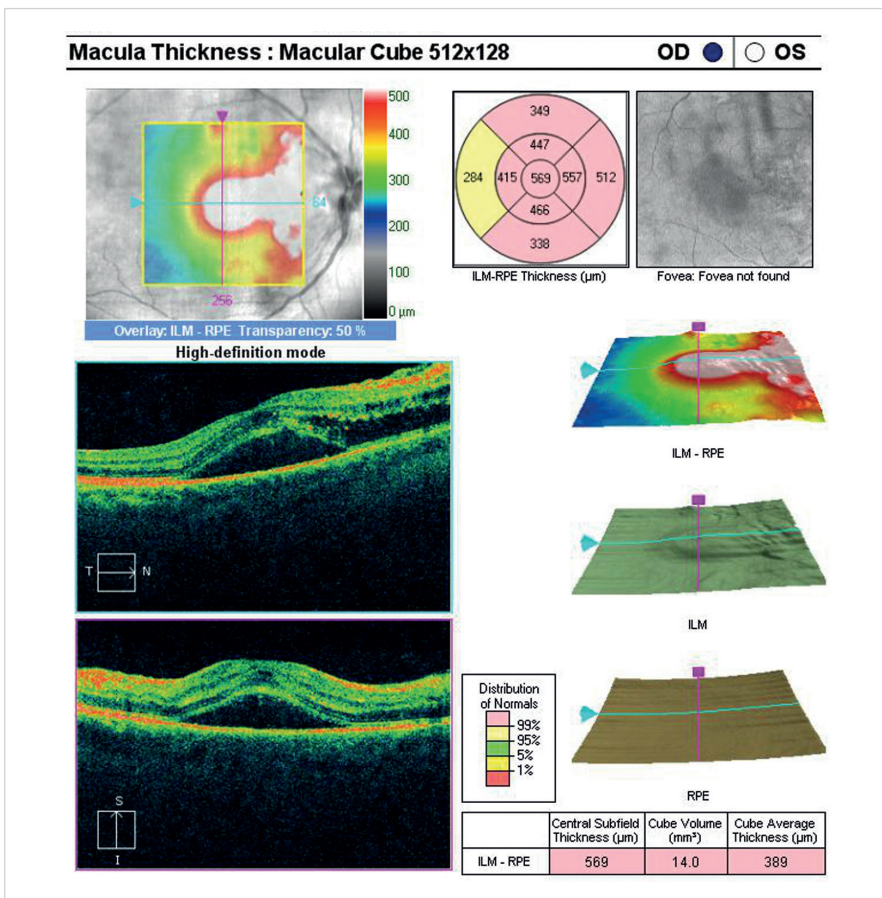 Macula Thickness : Macular Cube 512x128 OD OS
500
400
300
200
100
0 µm
64
256
Overlay: ILM - RPE Transparency: 50 %
349
447
284 415 569 557 512
466
338
ILM-RPE Thickness (µm)
Fovea: Fovea not found
High-definition mode
T N
S
I
ILM - RPE
ILM
RPE
Distribution
of Normals
99%
95%
5%
1%
Central Subfield Thickness (µm) Cube Volume (mm³) Cube Average Thickness (µm)
ILM - RPE 569 14.0 389